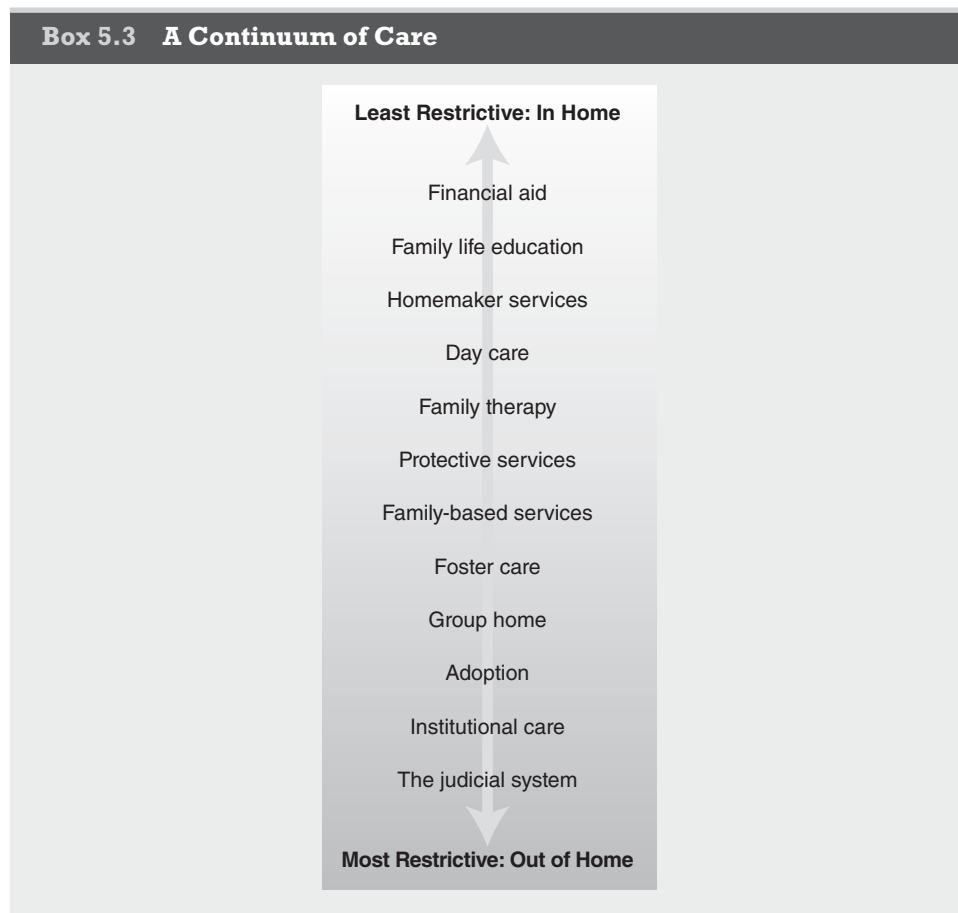 Box 5.3 A Continuum of Care
Least Restrictive: In Home
Financial aid
Family life education
Homemaker services
Day care
Family therapy
Protective services
Family-based services
Foster care
Group home
Adoption
Institutional care
The judicial system
Most Restrictive: Out of Home